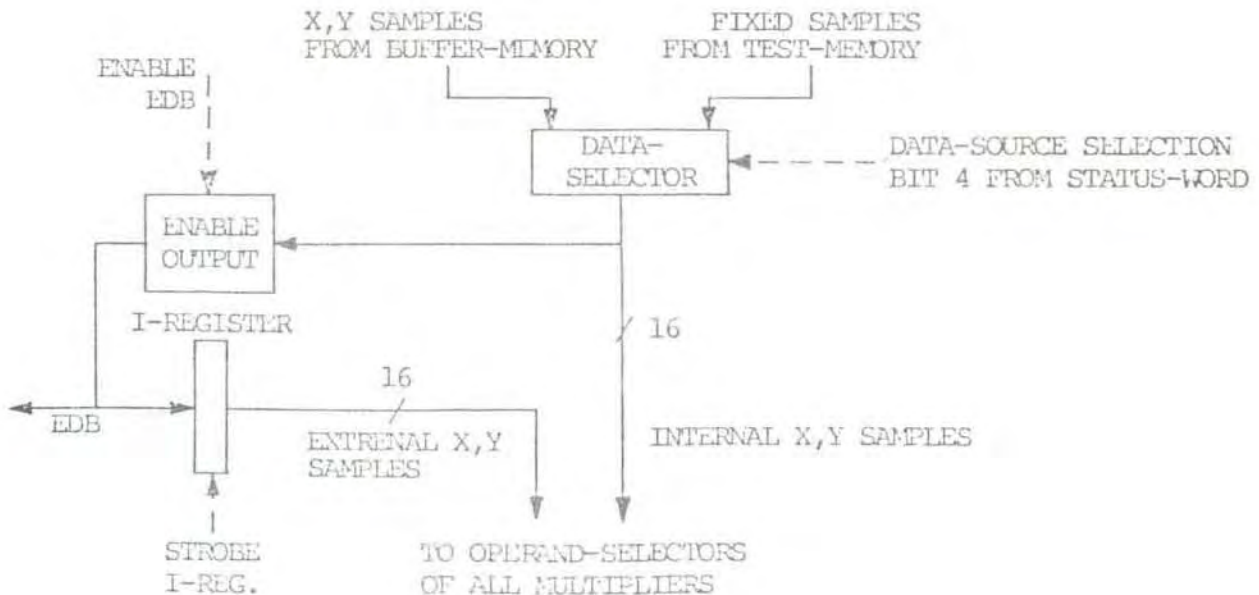 X,Y SAMPLES
FROM BUFFER-MEMORY
FIXED SAMPLES
FROM TEST-MEMORY
ENABLE
EDB
DATA-
SELECTOR
DATA-SOURCE SELECTION
BIT 4 FROM STATUS-WORD
ENABLE
OUTPUT
I-REGISTER
16
16
EDB
EXTRENAL X,Y
SAMPLES
INTERNAL X,Y SAMPLES
STROBE
I-REG.
TO OPERAND-SELECTORS
OF ALL MULTIPLIERS